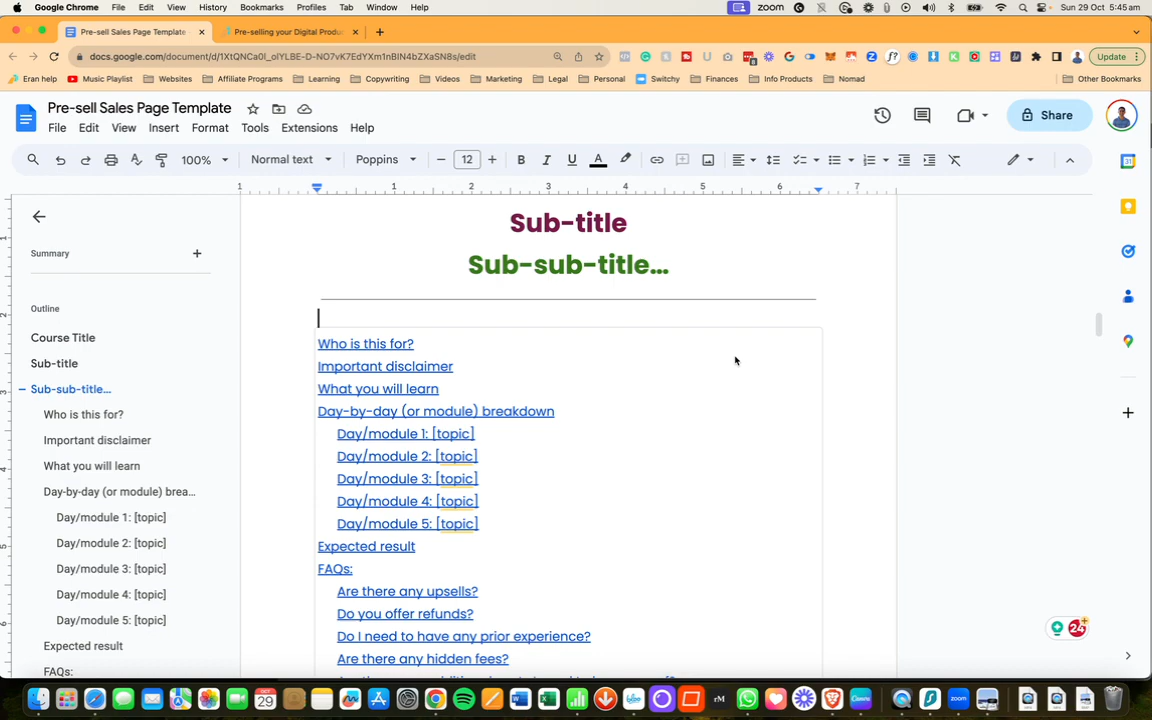 Google Chrome File Edit View History Bookmarks Profiles Tab Window Help zoom Sun 29 Oct 5:45 am
Pre-sell Sales Page Template Pre-selling your Digital Produ
docs.google.com/document/d/
Update
Eran help Music Playlist Websites Affiliate Programs Learning Copywriting Videos Marketing Legal Personal Switchy Finances Info Products Nomad Other Bookmarks
Pre-sell Sales Page Template
File Edit View Insert Format Tools Extensions Help
Share
100% Normal text Poppins 12
1 1 2 3 4 5 6 7
Summary
Outline
Course Title
Sub-title
Sub-sub-title...
Who is this for?
Important disclaimer
What you will learn
Day-by-day (or module) brea...
Day/module 1: [topic]
Day/module 2: [topic]
Day/module 3: [topic]
Day/module 4: [topic]
Day/module 5: [topic]
Expected result
FAQs:
Sub-title
Sub-sub-title...
Who is this for?
Important disclaimer
What you will learn
Day-by-day (or module) breakdown
Day/module 1: [topic]
Day/module 2: [topic]
Day/module 3: [topic]
Day/module 4: [topic]
Day/module 5: [topic]
Expected result
FAQs:
Are there any upsells?
Do you offer refunds?
Do I need to have any prior experience?
Are there any hidden fees?
24